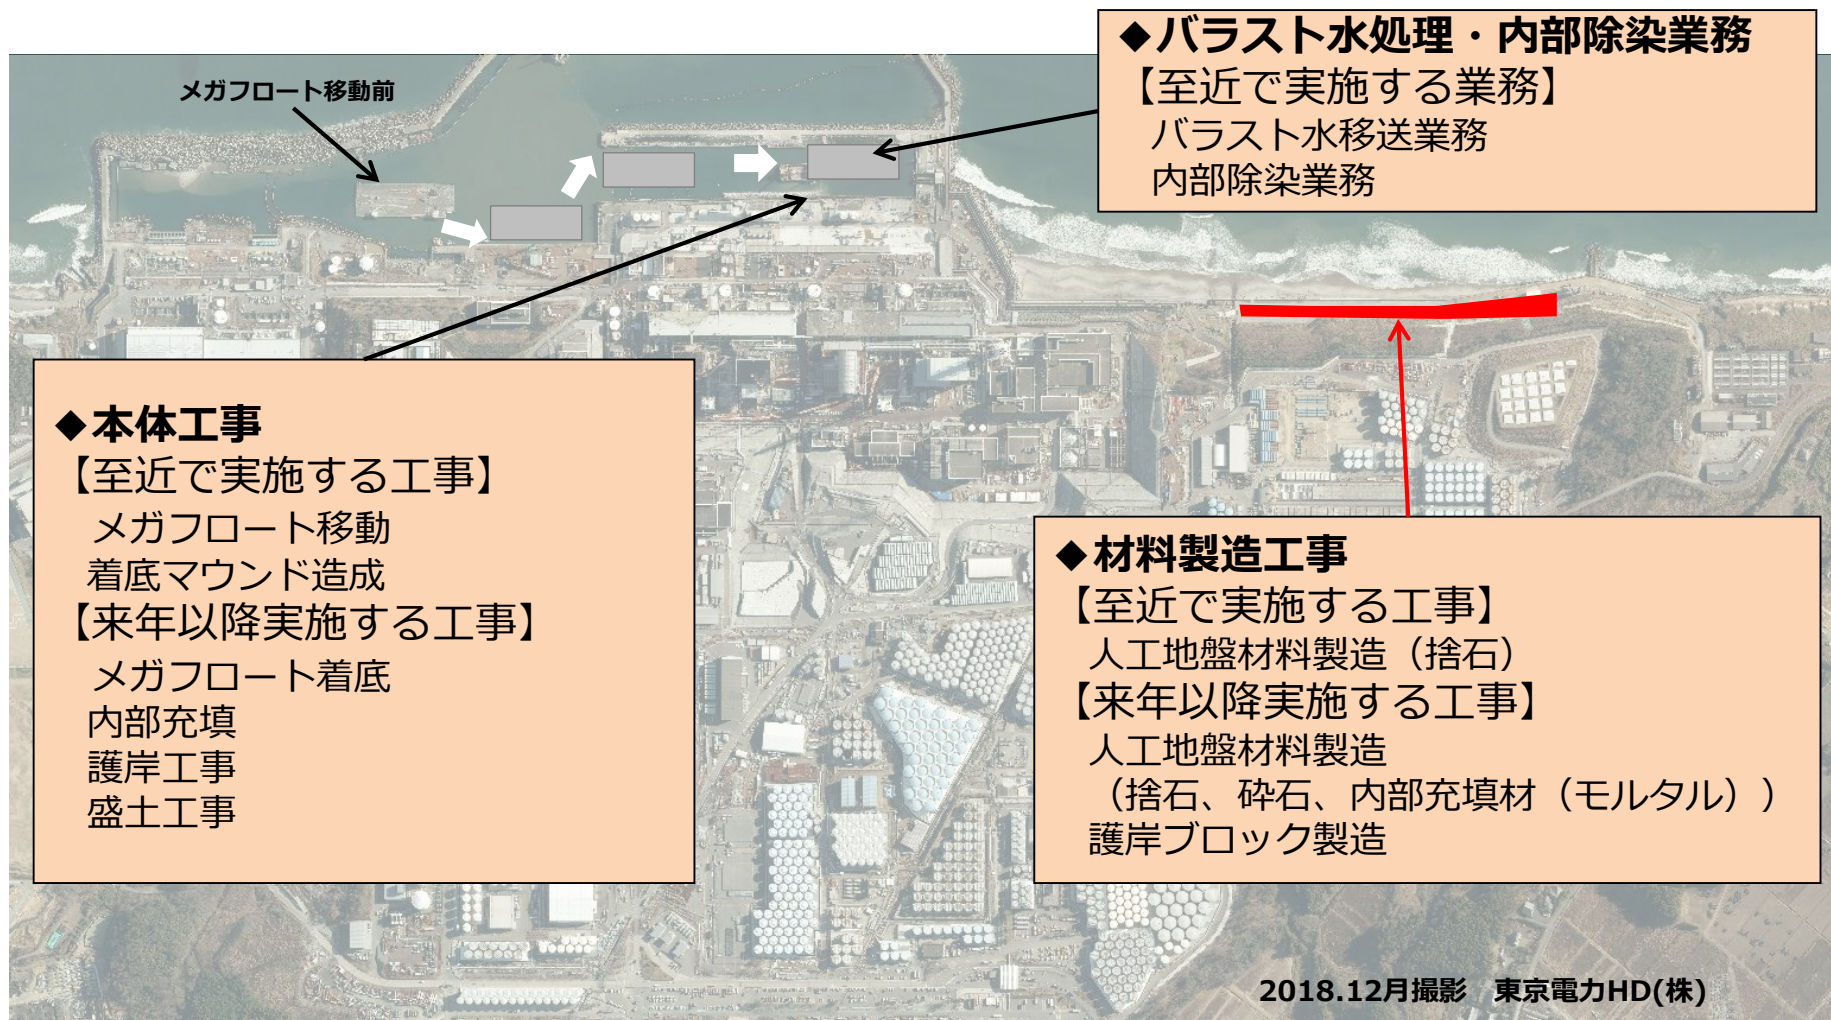 ◆バラスト水処理・内部除染業務
【至近で実施する業務】
バラスト水移送業務
内部除染業務
メガフロート移動前
◆本体工事
【至近で実施する工事】
メガフロート移動
着底マウンド造成
【来年以降実施する工事】
メガフロート着底
内部充填
護岸工事
盛土工事
◆材料製造工事
【至近で実施する工事】
人工地盤材料製造（捨石）
【来年以降実施する工事】
人工地盤材料製造
（捨石、砕石、内部充填材（モルタル））
護岸ブロック製造
2018.12月撮影　東京電力HD(株)